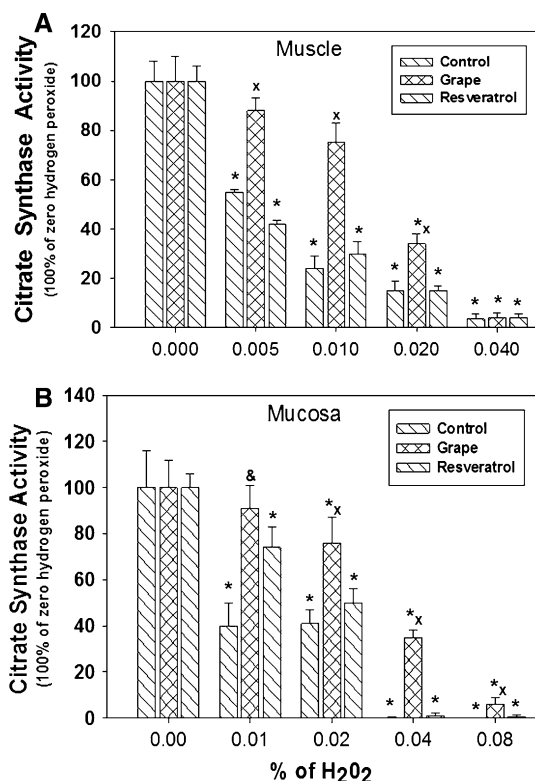 A
Muscle
Control
Grape
Resveratrol
Citrate Synthase Activity
(100% of zero hydrogen peroxide)
120
100
80
60
40
20
0
x
x
* *
* *
* *x *
* * *
0.000 0.005 0.010 0.020 0.040
B
Mucosa
Control
Grape
Resveratrol
Citrate Synthase Activity
(100% of zero hydrogen peroxide)
140
120
100
80
60
40
20
0
&
* *
* *x *
* *x *
* *x *
0.00 0.01 0.02 0.04 0.08
% of H202